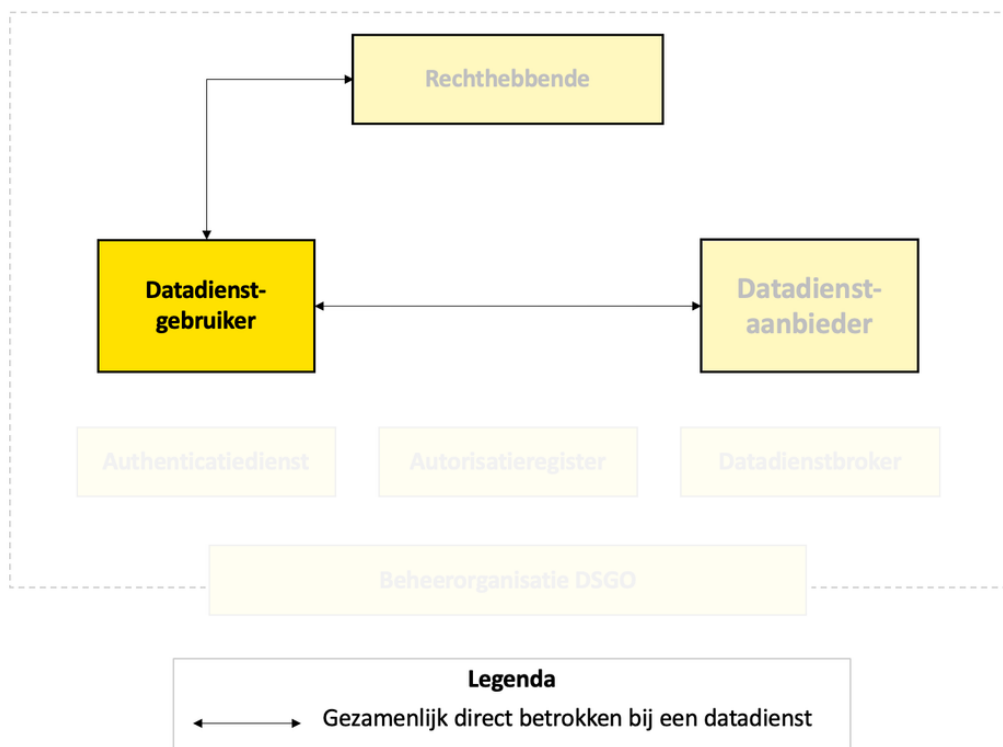 Rechthebbende
Datadienst-
gebruiker
Datadienst-
aanbieder
Authenticatiedienst
Autorisatieregister
Datadienstbroker
Beheerorganisatie DSGO
Legenda
Gezamenlijk direct betrokken bij een datadienst